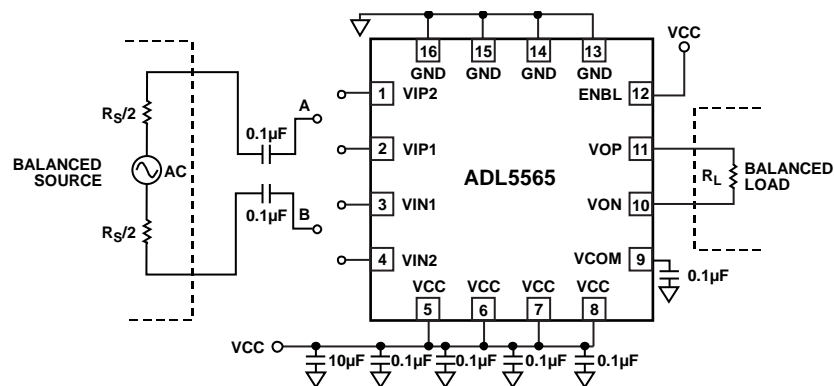 VCC
16
15
14
13
GND
GND
GND
GND
1
VIP2
ENBL
12
RS/2
A
0.1µF
2
VIP1
VOP
11
BALANCED
SOURCE
AC
ADL5565
RL
BALANCED
LOAD
0.1µF
B
3
VIN1
VON
10
RS/2
4
VIN2
VCOM
9
0.1µF
VCC
VCC
VCC
VCC
5
6
7
8
VCC
10µF
0.1µF
0.1µF
0.1µF
0.1µF